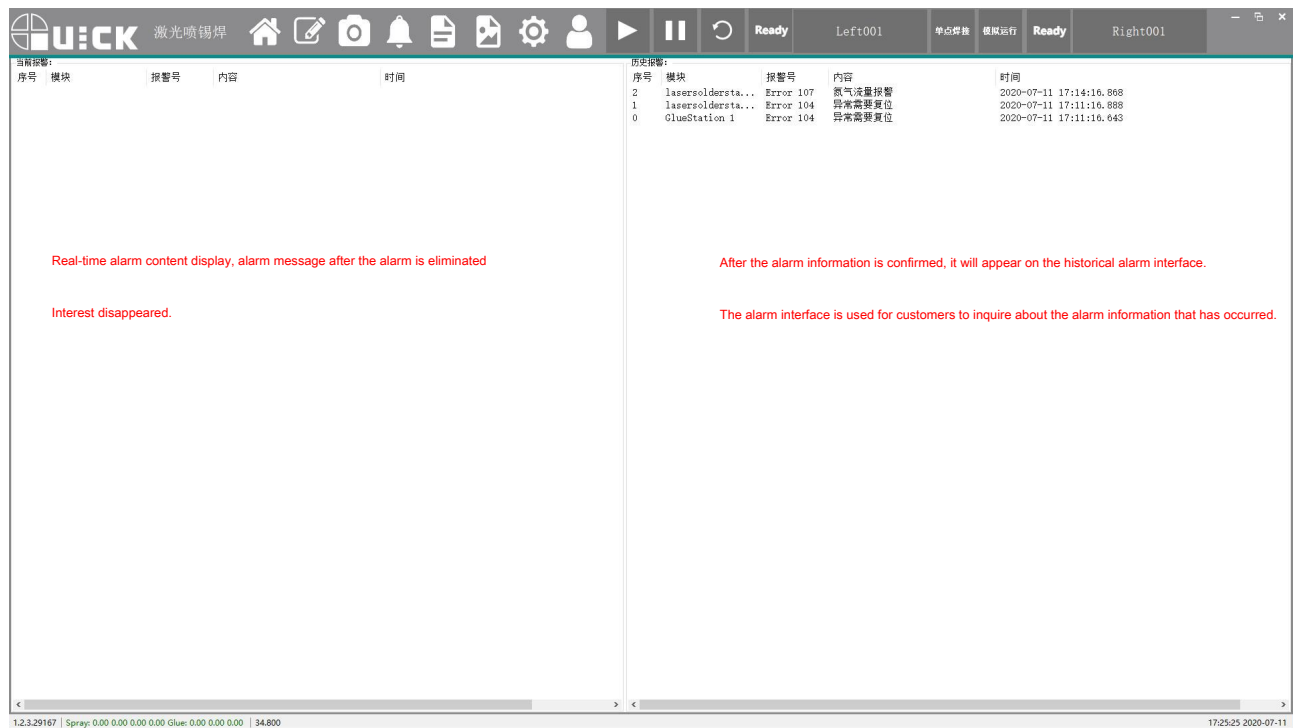 QUICK 激光喷锡焊 Ready Left001 单点焊接 模拟运行 Ready Right001
当前报警:
序号 模块 报警号 内容 时间
Real-time alarm content display, alarm message after the alarm is eliminated
Interest disappeared.
历史报警:
序号 模块 报警号 内容 时间
2 lasersoldersta... Error 107 氮气流量报警 2020-07-11 17:14:16.868
1 lasersoldersta... Error 104 异常需要复位 2020-07-11 17:11:16.888
0 GlueStation 1 Error 104 异常需要复位 2020-07-11 17:11:16.643
After the alarm information is confirmed, it will appear on the historical alarm interface.
The alarm interface is used for customers to inquire about the alarm information that has occurred.
1.2.3.29167 Spray: 0.00 0.00 0.00 0.00 Glue: 0.00 0.00 0.00 34.800 17:25:25 2020-07-11